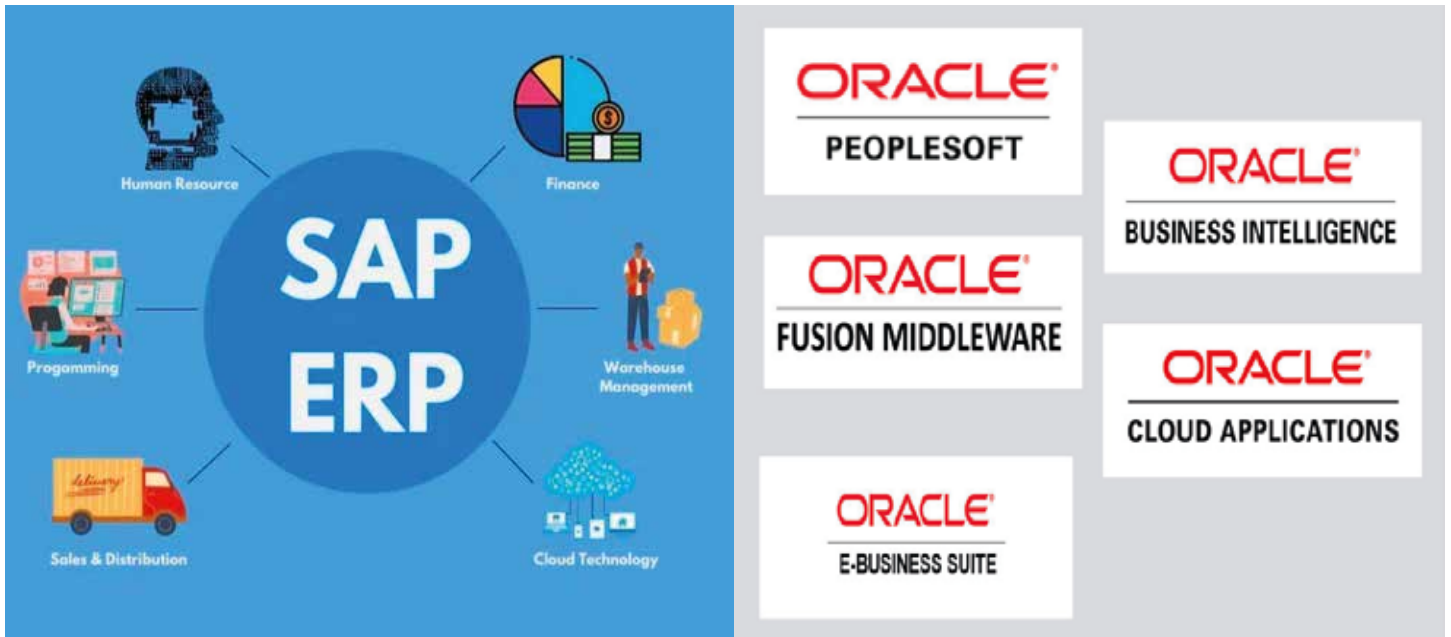 Human Resource
Finance
SAP
ERP
Progamming
Warehouse
Management
delivery
Sales & Distribution
Cloud Technology
ORACLE®
PEOPLESOFT
ORACLE®
BUSINESS INTELLIGENCE
ORACLE®
FUSION MIDDLEWARE
ORACLE®
CLOUD APPLICATIONS
ORACLE®
E-BUSINESS SUITE